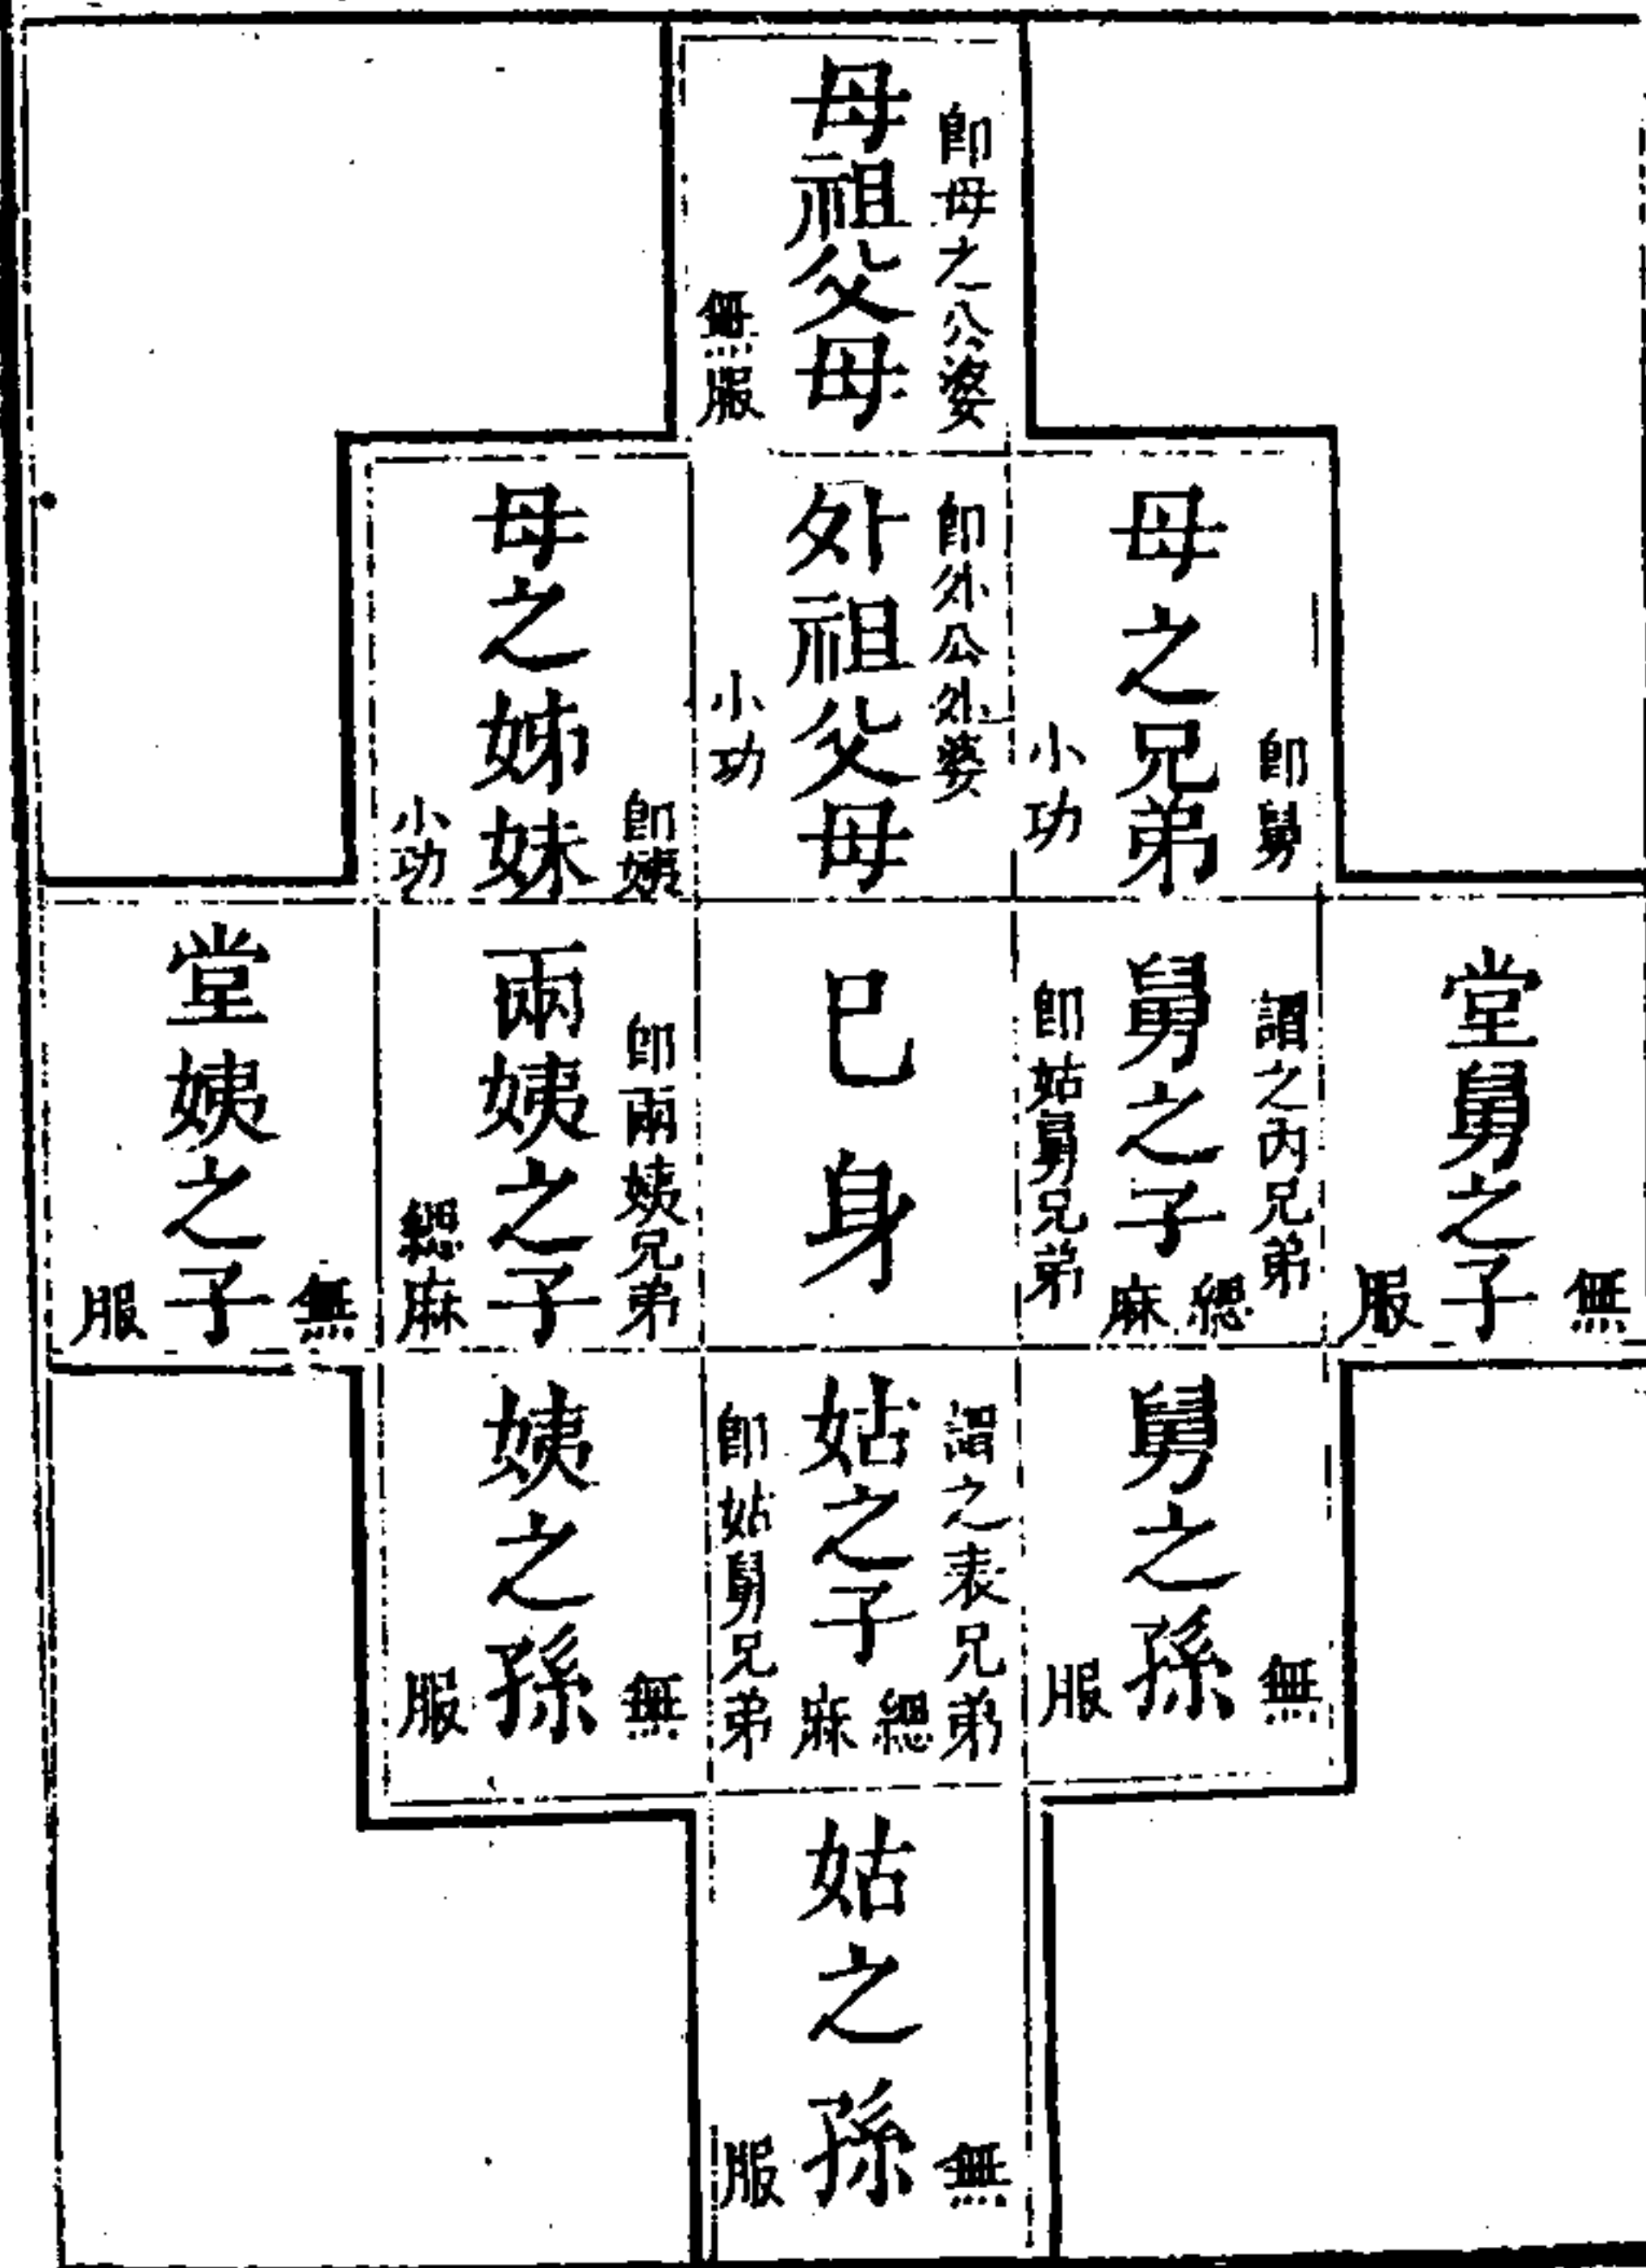 即母之公婆
母祖父母
無服
母之兄弟
即舅
小功
即外公外婆
外祖父母
小功
母之姊妹
即姨
小功
堂舅之子
無服
謂之內兄弟
舅之子
即姑舅兄弟
緦麻
己身
即兩姨兄弟
兩姨之子
緦麻
堂姨之子
無服
舅之孫
無服
謂之表兄弟
姑之子
即姑舅兄弟
緦麻
姨之孫
無服
姑之孫
無服